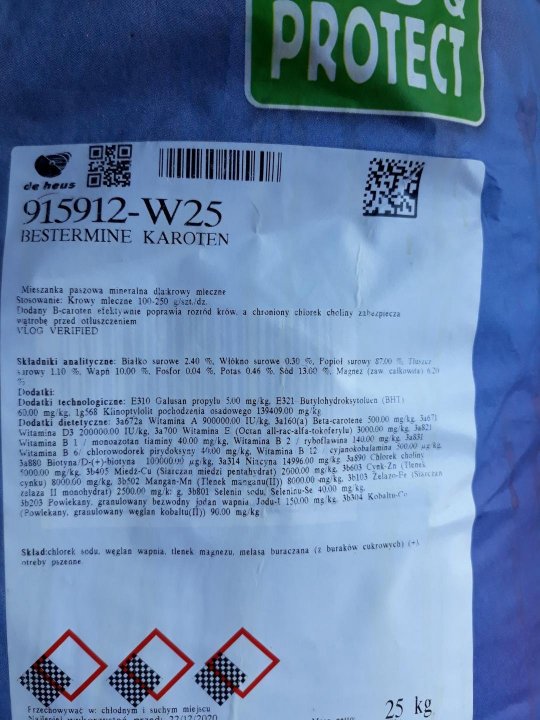 &
PROTECT
de heus
915912-W25
BESTERMINE KAROTEN
Mieszanka paszowa mineralna dla:krowy mleczne
Stosowanie: Krowy mleczne 100-250 g/szt./dz.
Dodany B-caroten efektywnie poprawia rozród krów, a chroniony chlorek choliny zabezpiecza
wątrobę przed otłuszczeniem
VLOG VERIFIED
Składniki analityczne: Białko surowe 2.40 %, Włókno surowe 0.30 %, Popiół surowy 87.00 %, Tłuszcz
surowy 1.10 %, Wapń 10.00 %, Fosfor 0.04 %, Potas 0.46 %, Sód 13.60 %, Magnez (zaw. całkowita) 6.20
%
Dodatki:
Dodatki technologiczne: E310 Galusan propylu 5.00 mg/kg, E321 Butylohydroksytoluen (BHT)
60.00 mg/kg, 1g568 Klinoptylolit pochodzenia osadowego 139409.00 mg/kg
Dodatki dietetyczne: 3a672a Witamina A 900000.00 IU/kg, 3a160(a) Beta-carotene 500.00 mg/kg, 3a671
Witamina D3 200000.00 IU/kg, 3a700 Witamina E (Octan all-rac-alfa-tokoferylu) 3000.00 mg/kg, 3a821
Witamina B 1 / monoazotan tiaminy 40.00 mg/kg, Witamina B 2 / ryboflawina 140.00 mg/kg, 3a831
Witamina B 6/ chlorowodorek pirydoksyny 40.00 mg/kg, Witamina B 12 / cyjanokobalamina 500.00 µg/kg,
3a880 Biotyna/D-(+)-biotyna 100000.00 µg/kg, 3a314 Niacyna 14996.00 mg/kg, 3a890 Chlorek choliny
5000.00 mg/kg, 3b405 Miedź-Cu (Siarczan miedzi pentahydrat) 2000.00 mg/kg, 3b603 Cynk-Zn (Tlenek
cynku) 8000.00 mg/kg, 3b502 Mangan-Mn (Tlenek manganu(II)) 8000.00 mg/kg, 3b103 Żelazo-Fe (Siarczan
żelaza II monohydrat) 2500.00 mg/kg, 3b801 Selenin sodu, Selenin-Se 40.00 mg/kg,
3b203 Powlekany, granulowany bezwodny jodan wapnia, Jodu-I 150.00 mg/kg, 3b304 Kobaltu-Co
(Powlekany, granulowany węglan kobaltu(II)) 90.00 mg/kg
Skład:chlorek sodu, węglan wapnia, tlenek magnezu, melasa buraczana (z buraków cukrowych) (+),
otręby pszenne.
Przechowywać w: chłodnym i suchym miejscu
Najlepiej wykorzystać przed: 22/12/2020
25 kg